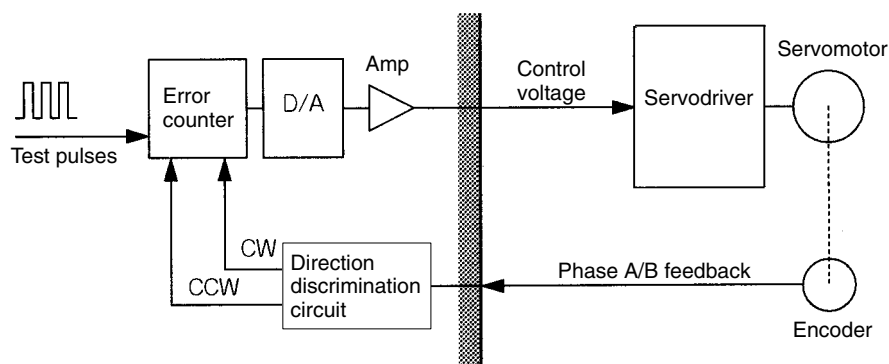 Servomotor
Amp
Control
voltage
Error
counter
D/A
Servodriver
Test pulses
CW
CCW
Direction
discrimination
circuit
Phase A/B feedback
Encoder